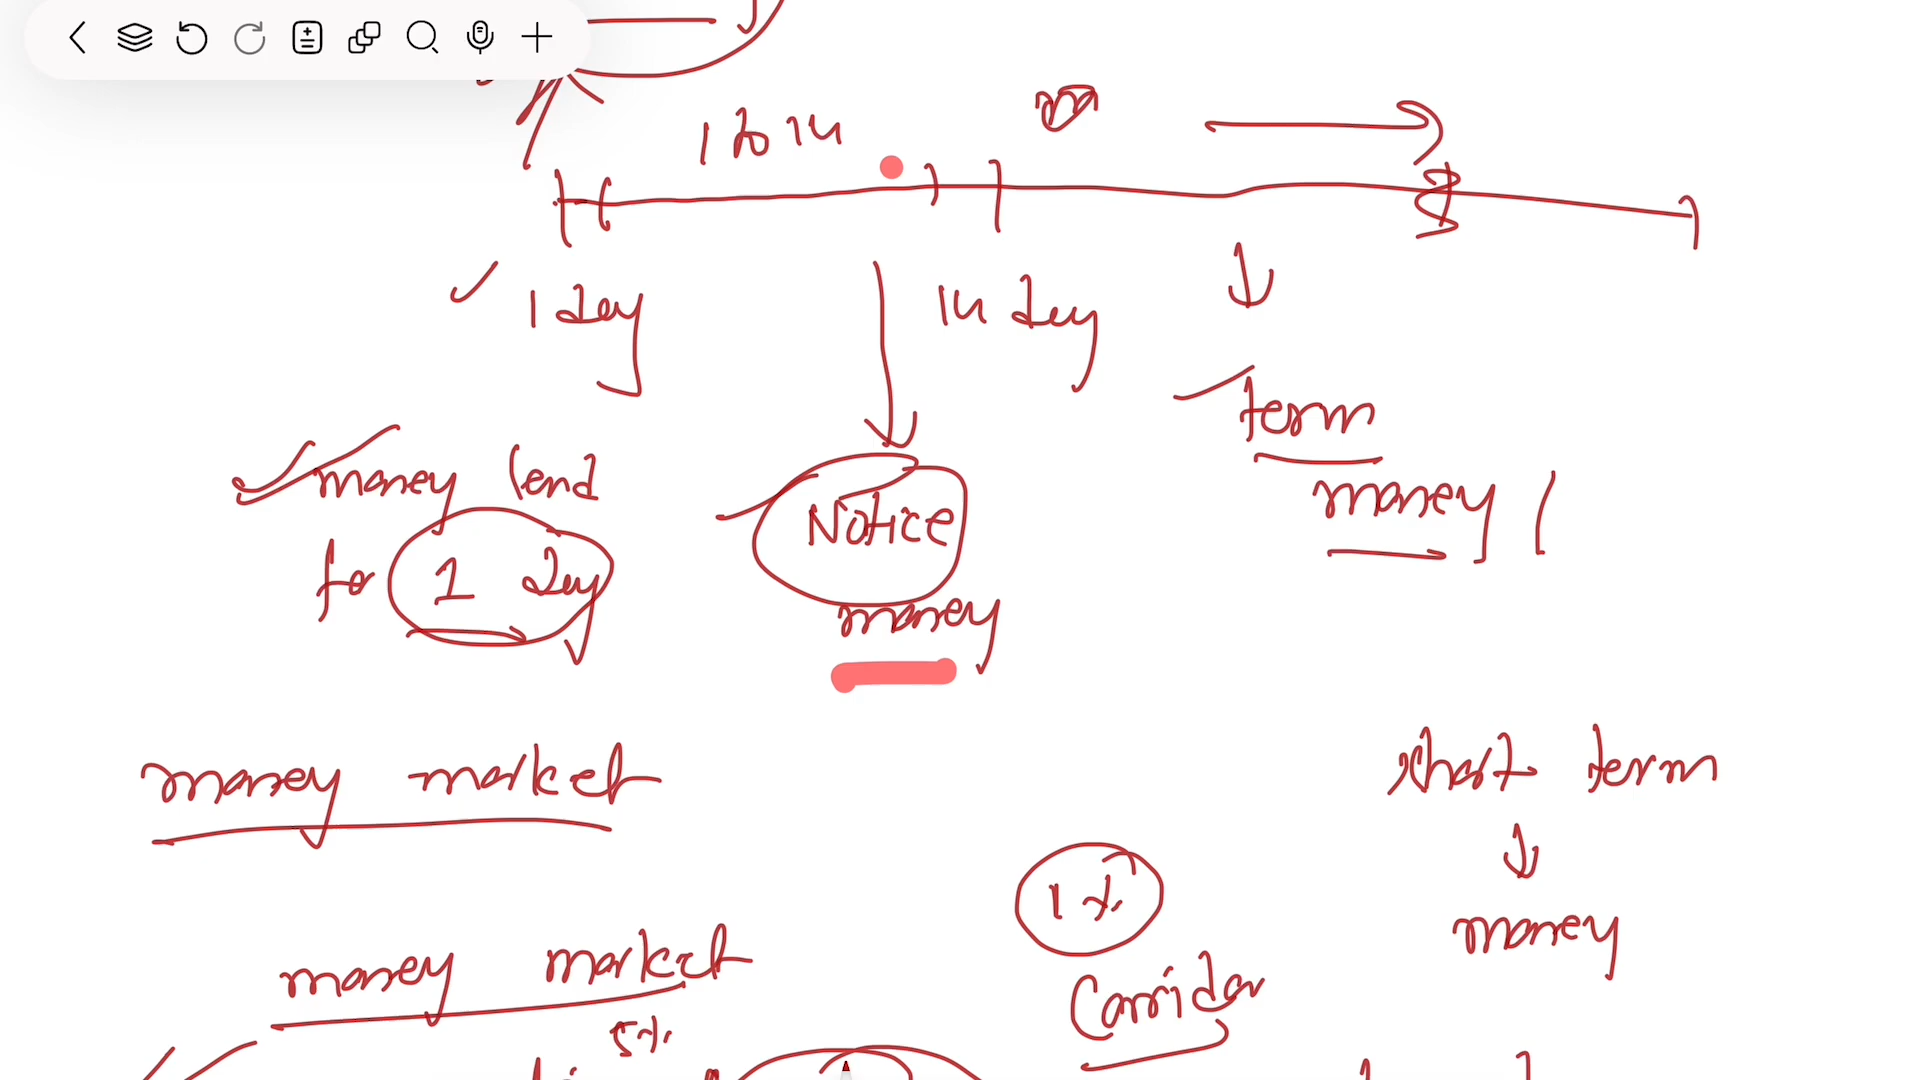 1 to 14
1 day
14 day
term
money
money lend
for 1 day
Notice
money
money market
short term
money
1%
money market
Corridor
5%